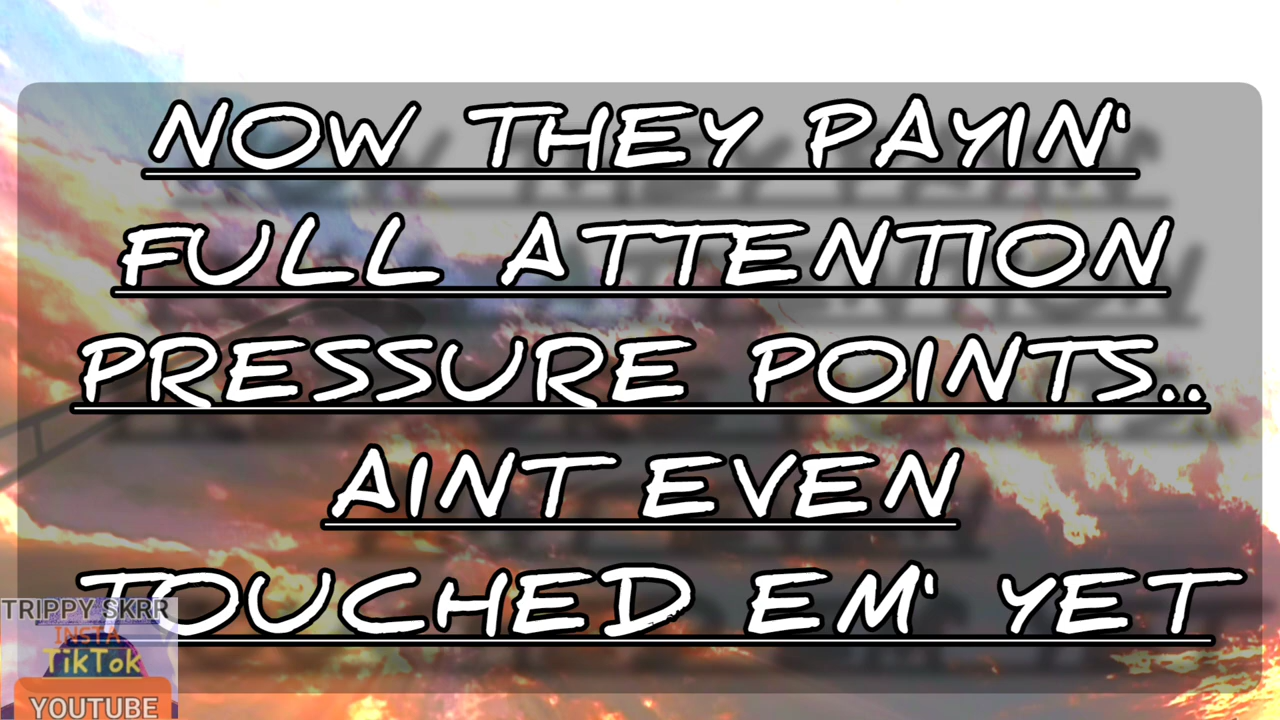 NOW THEY PAYIN'
FULL ATTENTION
PRESSURE POINTS..
AINT EVEN
TOUCHED EM' YET
TRIPPY SKRR
INSTA
TikTok
YOUTUBE